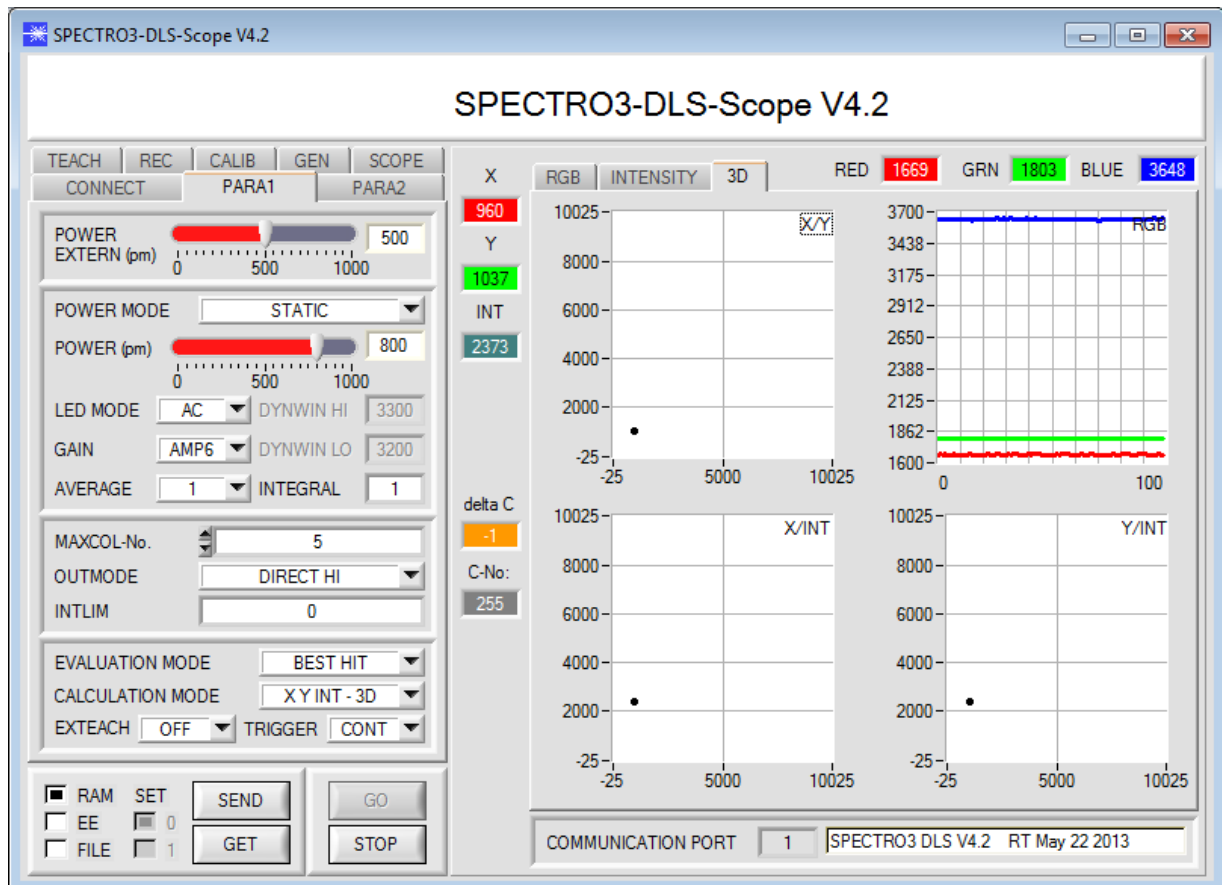 SPECTRO3-DLS-Scope V4.2
SPECTRO3-DLS-Scope V4.2
TEACH REC CALIB GEN SCOPE
CONNECT PARA1 PARA2
POWER EXTERN (pm) 500
0 500 1000
POWER MODE STATIC
POWER (pm) 800
0 500 1000
LED MODE AC DYNWIN HI 3300
GAIN AMP6 DYNWIN LO 3200
AVERAGE 1 INTEGRAL 1
MAXCOL-No. 5
OUTMODE DIRECT HI
INTLIM 0
EVALUATION MODE BEST HIT
CALCULATION MODE X Y INT - 3D
EXTEACH OFF TRIGGER CONT
RAM SET SEND GO
EE 0
FILE 1 GET STOP
X
960
Y
1037
INT
2373
delta C
-1
C-No:
255
RGB INTENSITY 3D RED 1669 GRN 1803 BLUE 3648
X/Y
10025
8000
6000
4000
2000
-25
-25 5000 10025
RGB
3700
3438
3175
2912
2650
2388
2125
1862
1600
0 100
X/INT
10025
8000
6000
4000
2000
-25
-25 5000 10025
Y/INT
10025
8000
6000
4000
2000
-25
-25 5000 10025
COMMUNICATION PORT 1 SPECTRO3 DLS V4.2 RT May 22 2013